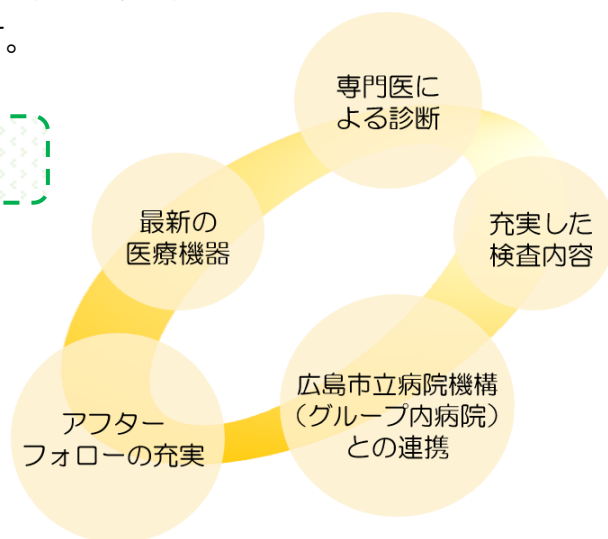 す。
専門医に
よる診断
最新の
医療機器
充実した
検査内容
広島市立病院機構
（グループ内病院）
との連携
アフター
フォローの充実